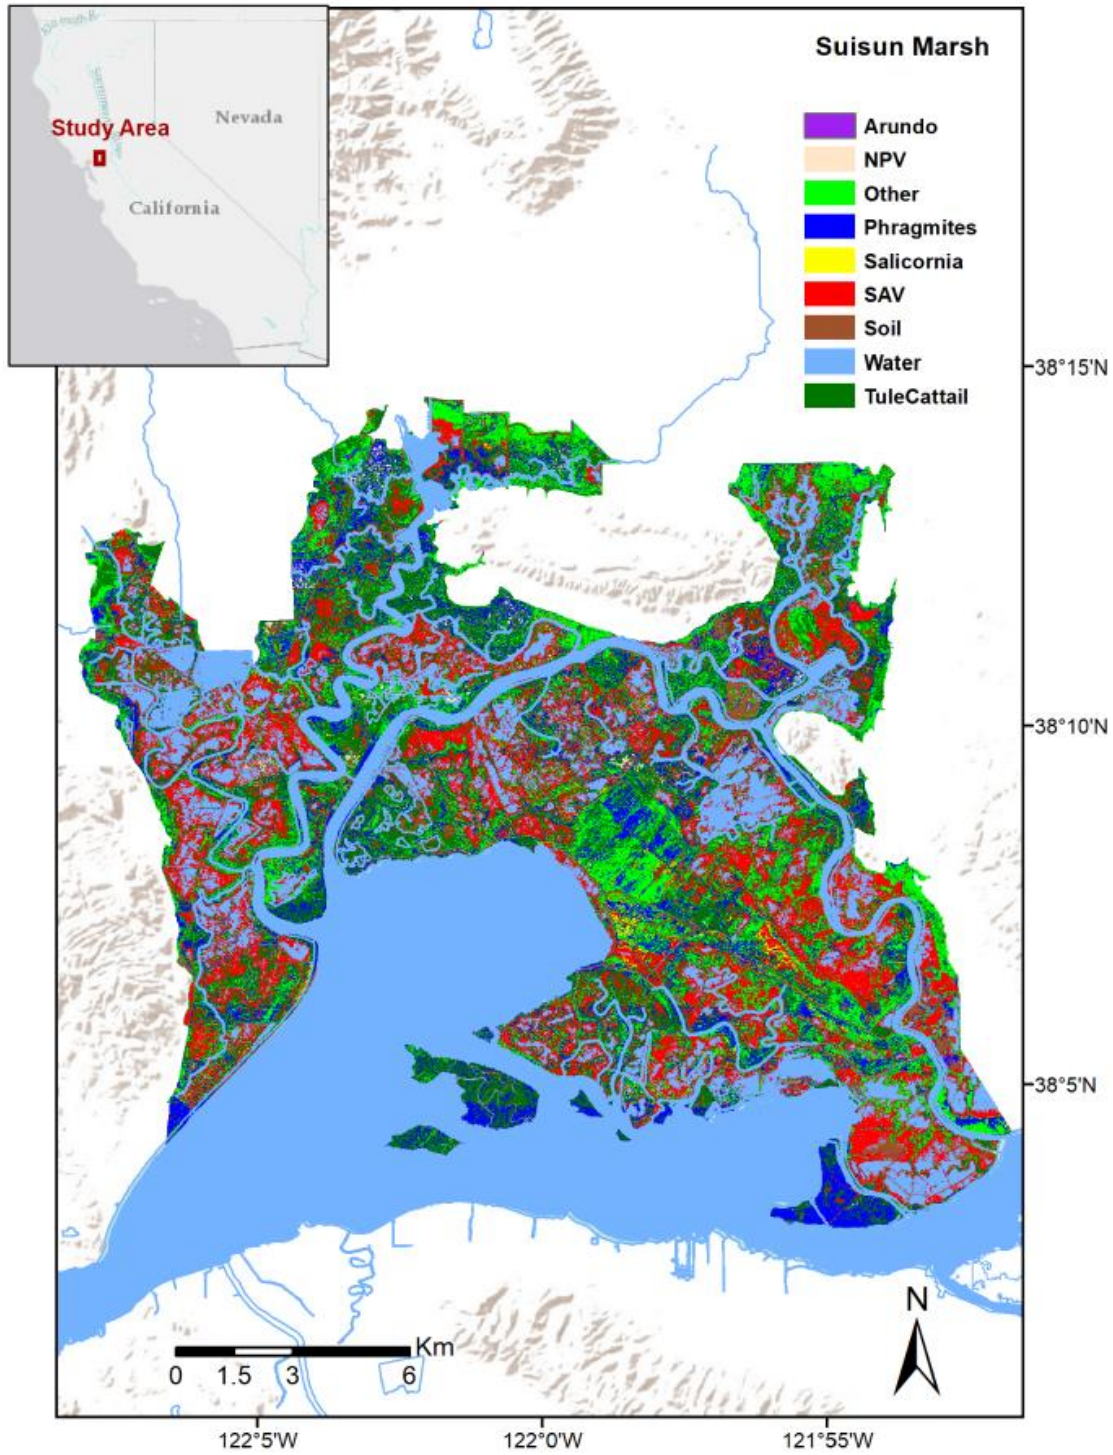 Klamath R.
Suisun Marsh
Nevada
Study Area
California
Arundo
NPV
Other
Phragmites
Salicornia
SAV
Soil
Water
TuleCattail
38°15'N
38°10'N
38°5'N
N
Km
0 1.5 3 6
122°5'W 122°0'W 121°55'W